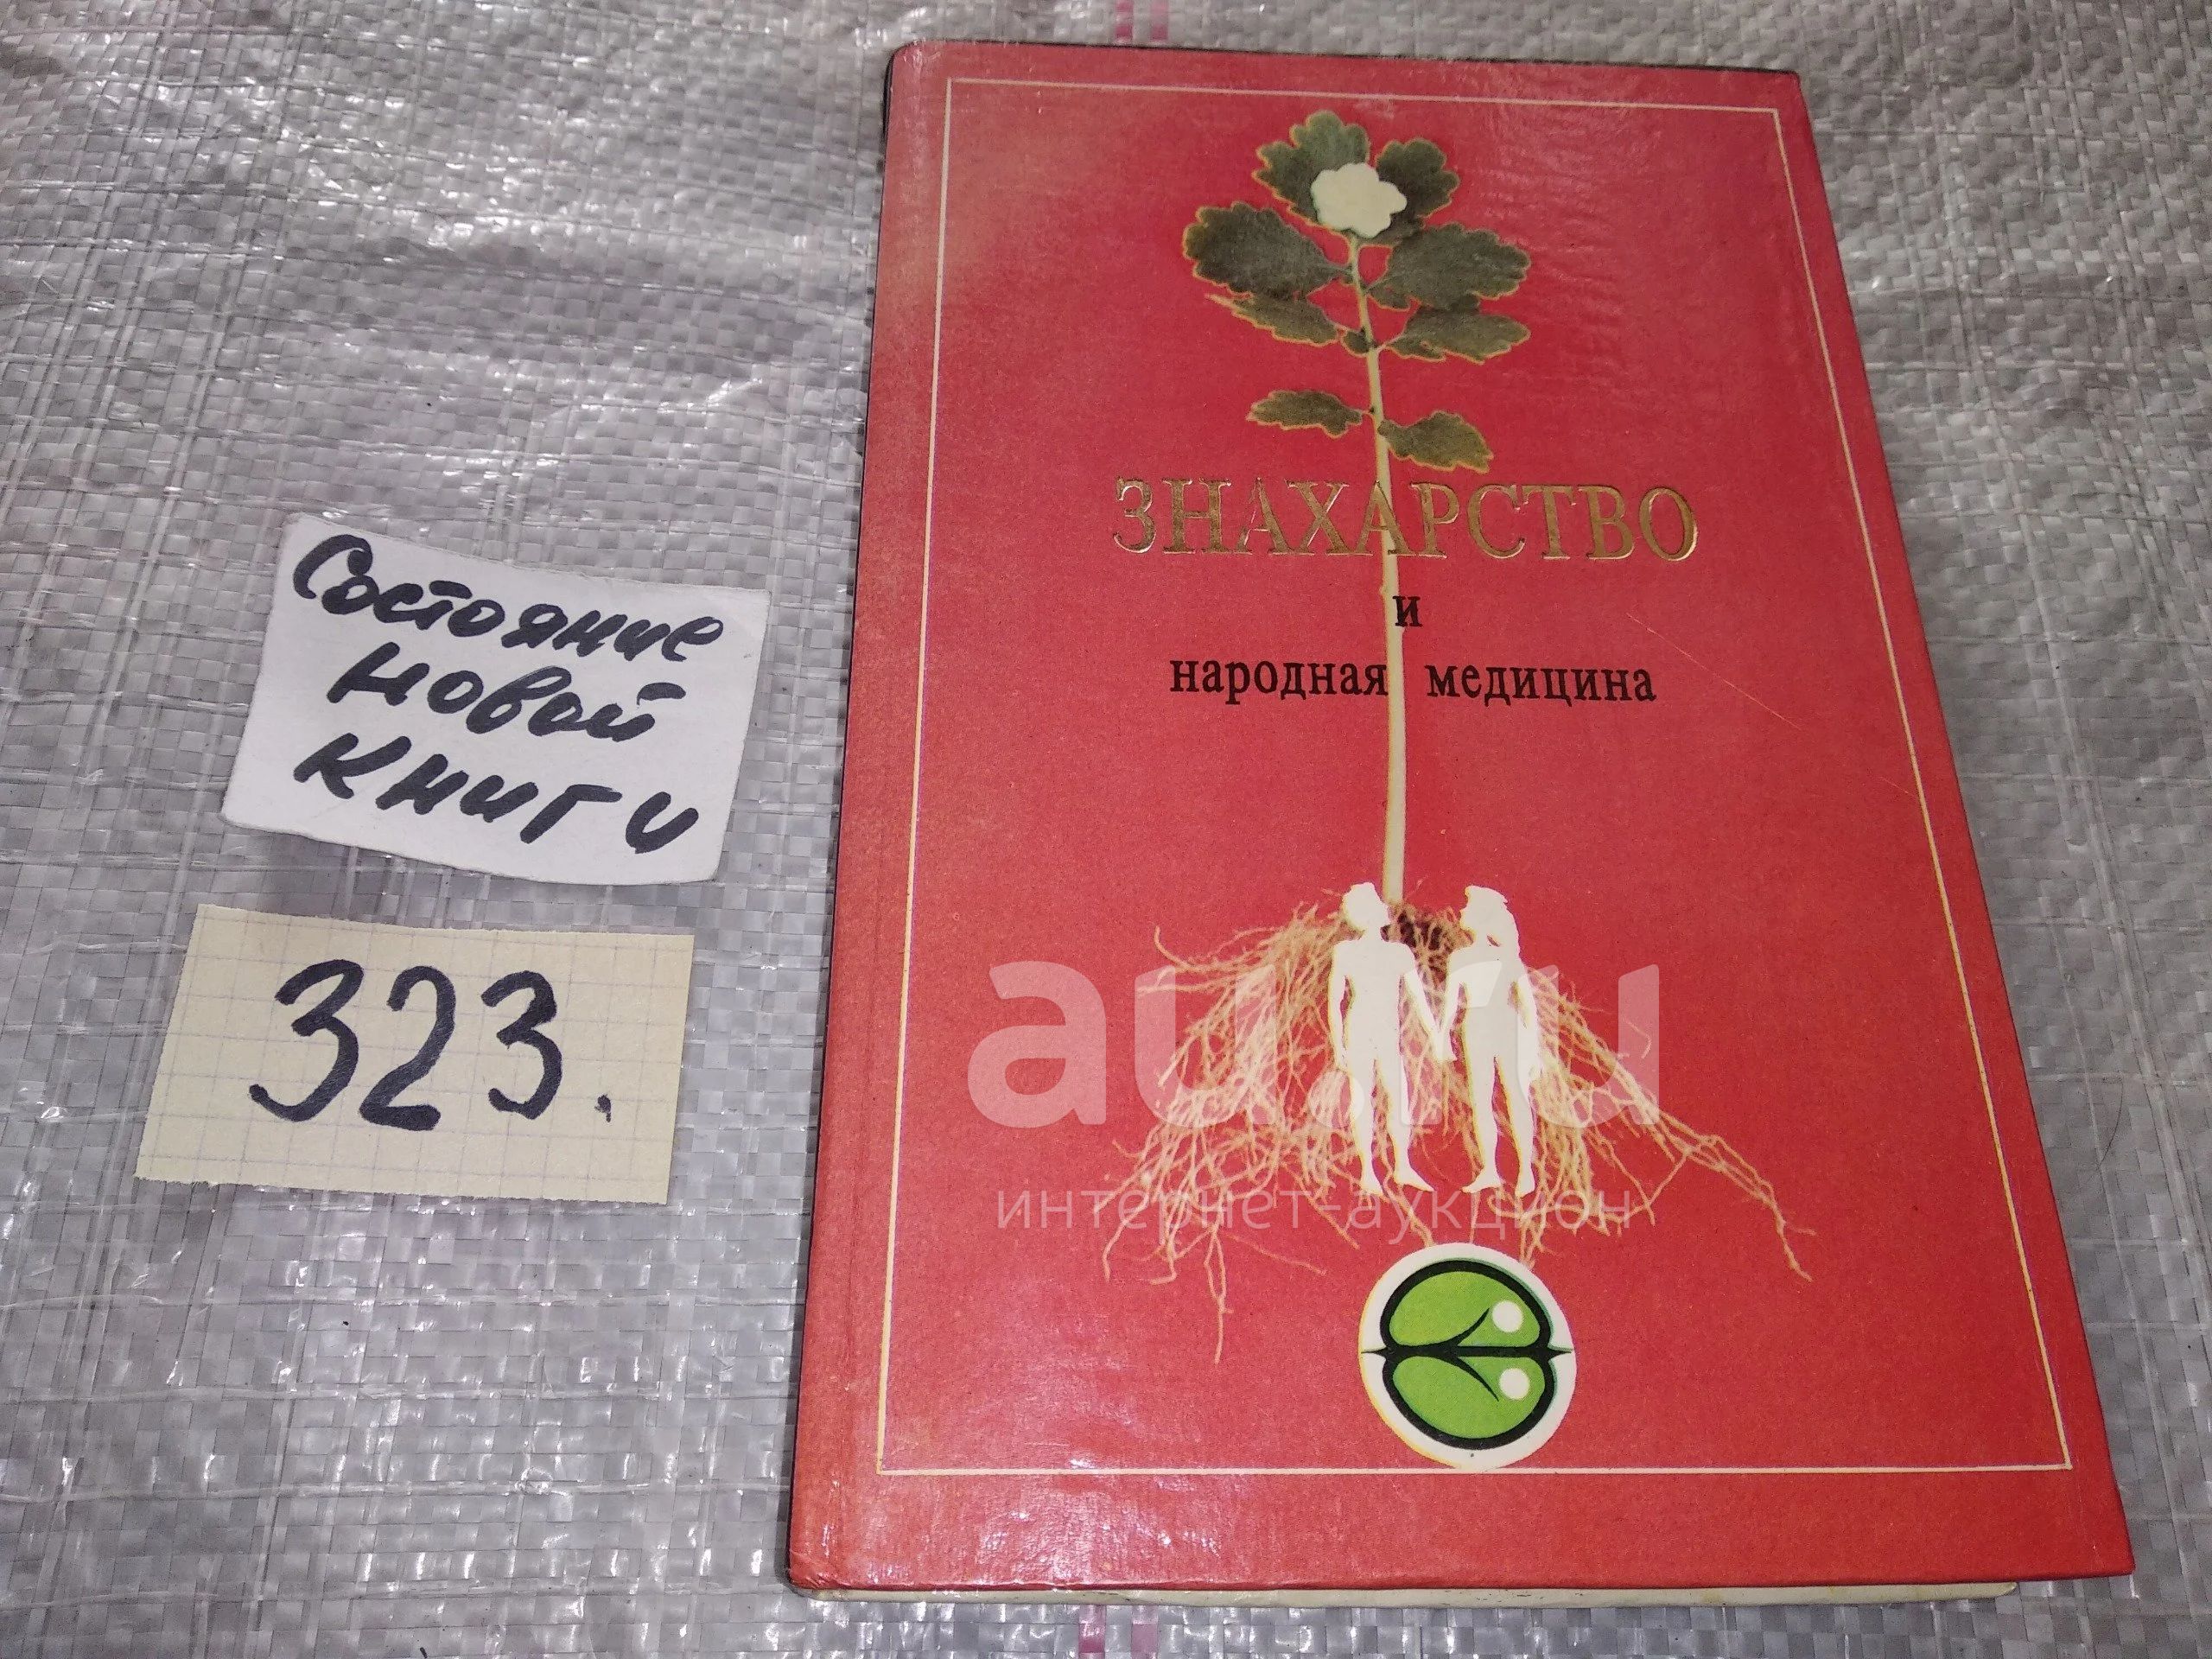 Состояние
новой
книги
323.
ЗНАХАРСТВО
и
народная медицина
au.ru
интернет-аукцион